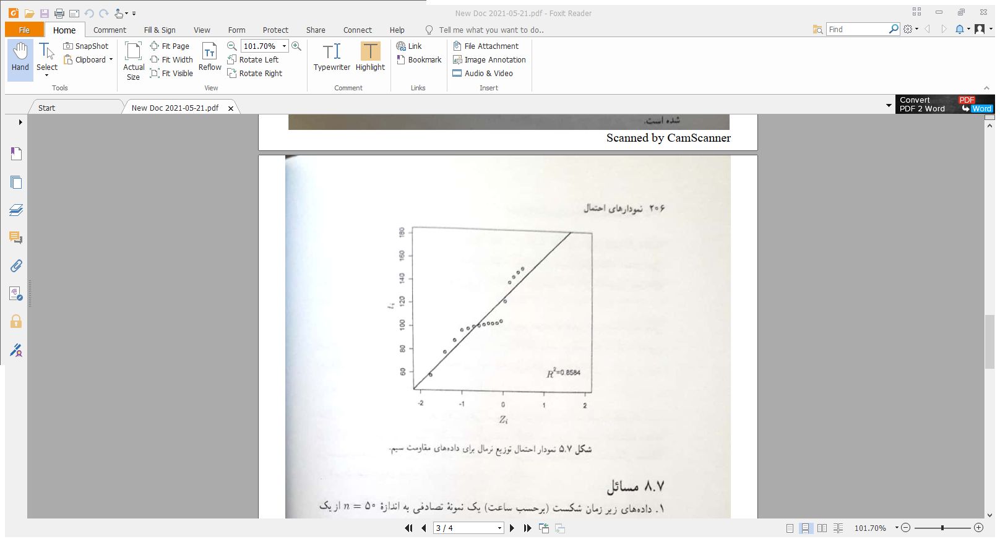 New Doc 2021-05-21.pdf - Foxit Reader
File Home Comment Fill & Sign View Form Protect Share Connect Help Tell me what you want to do.. Find
Hand
Select
SnapShot
Clipboard
Tools
Actual Size
Fit Page
Fit Width
Fit Visible
Reflow
101.70%
Rotate Left
Rotate Right
View
Typewriter
Highlight
Comment
Link
Bookmark
Links
File Attachment
Image Annotation
Audio & Video
Insert
Start
New Doc 2021-05-21.pdf
Convert PDF
PDF 2 Word Word
شده است.
Scanned by CamScanner
۲۰۶ نمودارهای احتمال
180
160
140
120
100
80
60
tᵢ
R²=0.8584
-2 -1 0 1 2
Zᵢ
شکل ۵.۷ نمودار احتمال توزیع نرمال برای داده‌های مقاومت سیم.
۸.۷ مسائل
۱. داده‌های زیر زمان شکست (برحسب ساعت) یک نمونهٔ تصادفی به اندازهٔ n = ۵۰ از یک
3 / 4
101.70%